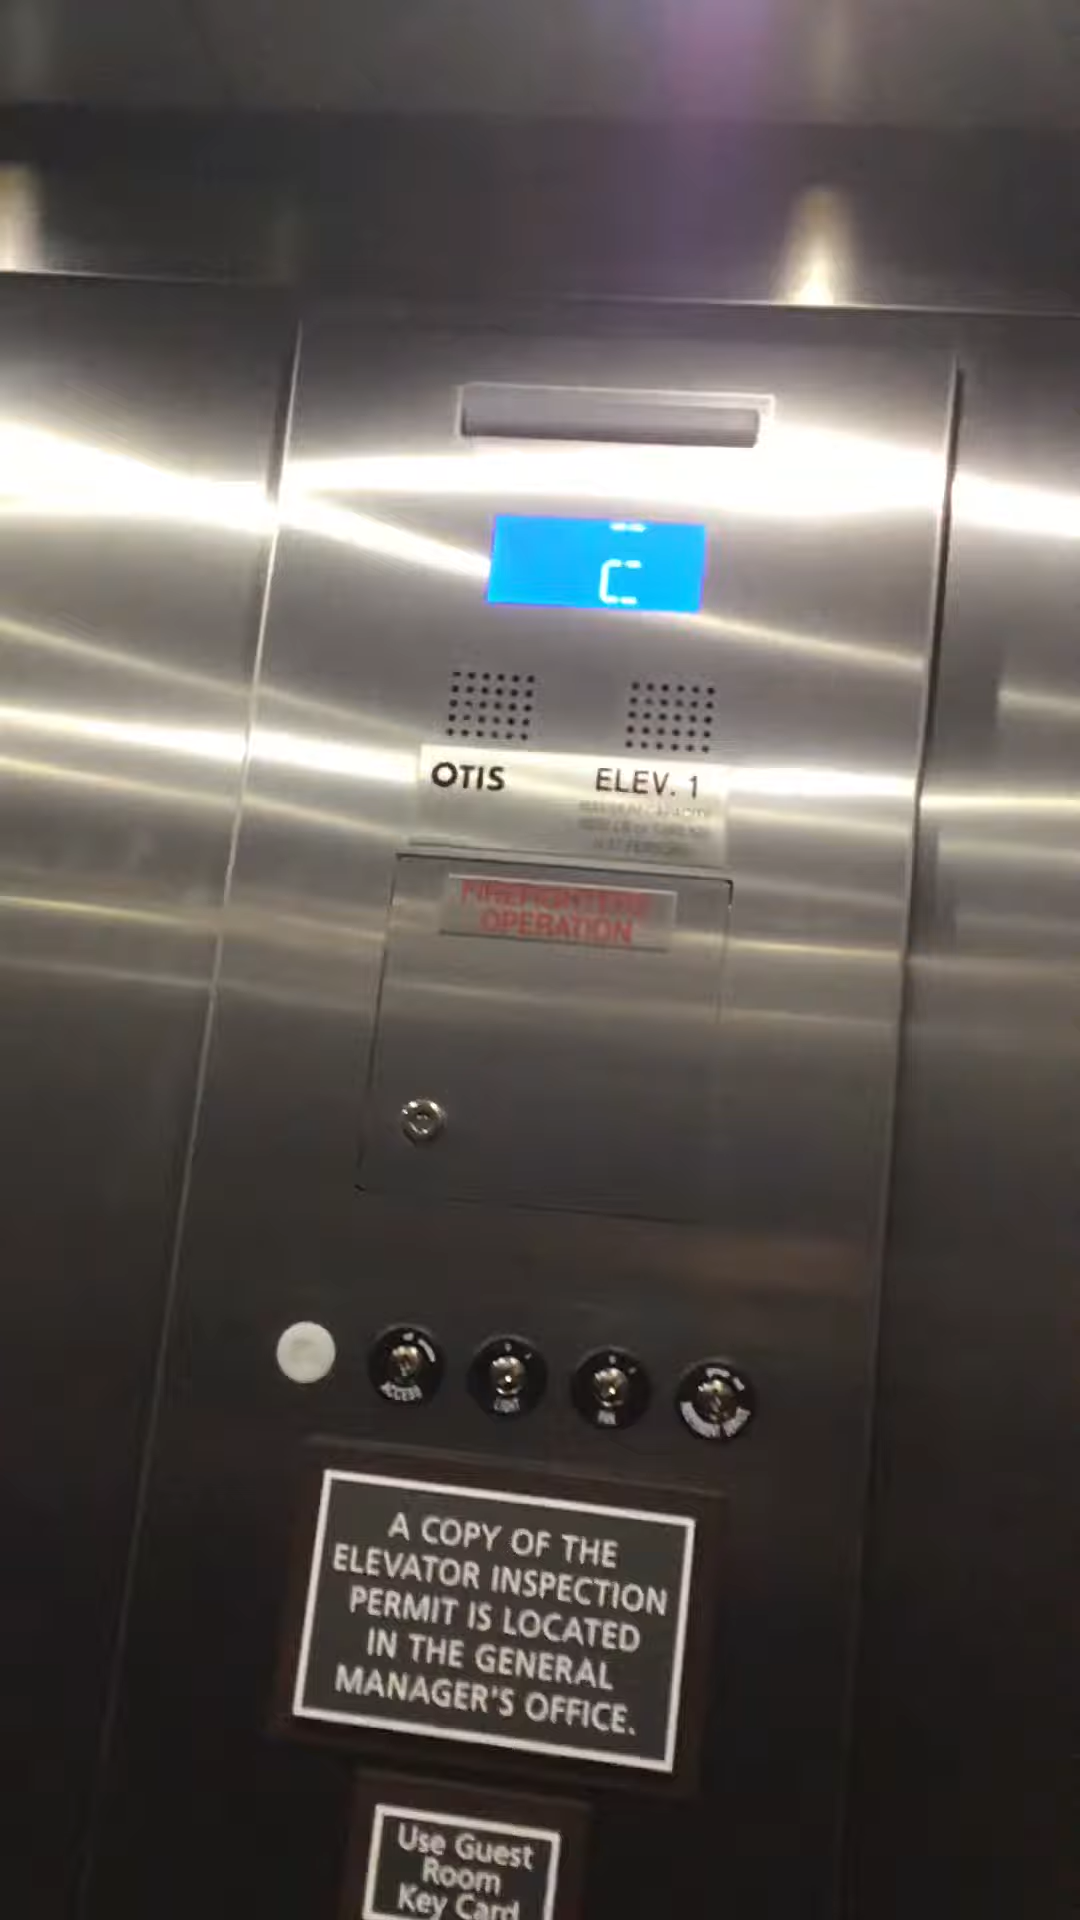 OTIS
ELEV. 1
FIREFIGHTERS
OPERATION
ACCESS
LIGHT
FAN
A COPY OF THE
ELEVATOR INSPECTION
PERMIT IS LOCATED
IN THE GENERAL
MANAGER'S OFFICE.
Use Guest
Room
Key Card